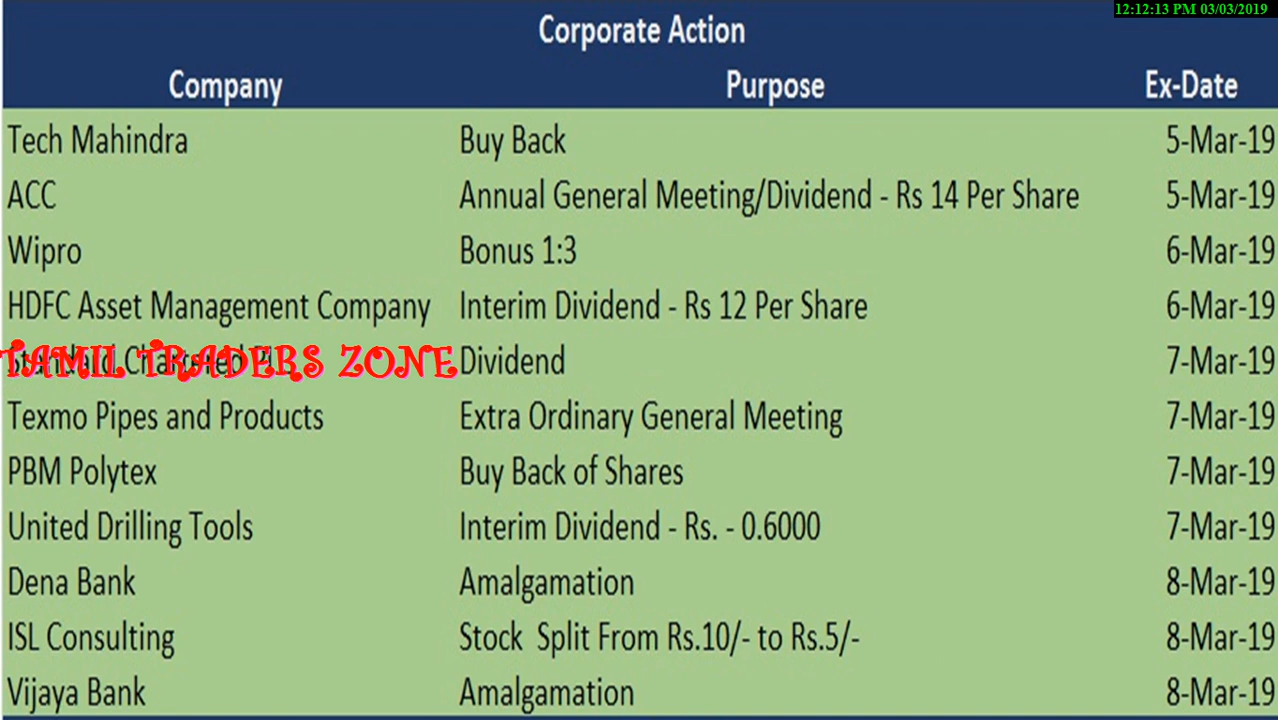 12:12:13 PM 03/03/2019
Corporate Action
Company Purpose Ex-Date
Tech Mahindra Buy Back 5-Mar-19
ACC Annual General Meeting/Dividend - Rs 14 Per Share 5-Mar-19
Wipro Bonus 1:3 6-Mar-19
HDFC Asset Management Company Interim Dividend - Rs 12 Per Share 6-Mar-19
TAMIL TRADERS ZONE
Standard Chartered Dividend 7-Mar-19
Texmo Pipes and Products Extra Ordinary General Meeting 7-Mar-19
PBM Polytex Buy Back of Shares 7-Mar-19
United Drilling Tools Interim Dividend - Rs. - 0.6000 7-Mar-19
Dena Bank Amalgamation 8-Mar-19
ISL Consulting Stock Split From Rs.10/- to Rs.5/- 8-Mar-19
Vijaya Bank Amalgamation 8-Mar-19